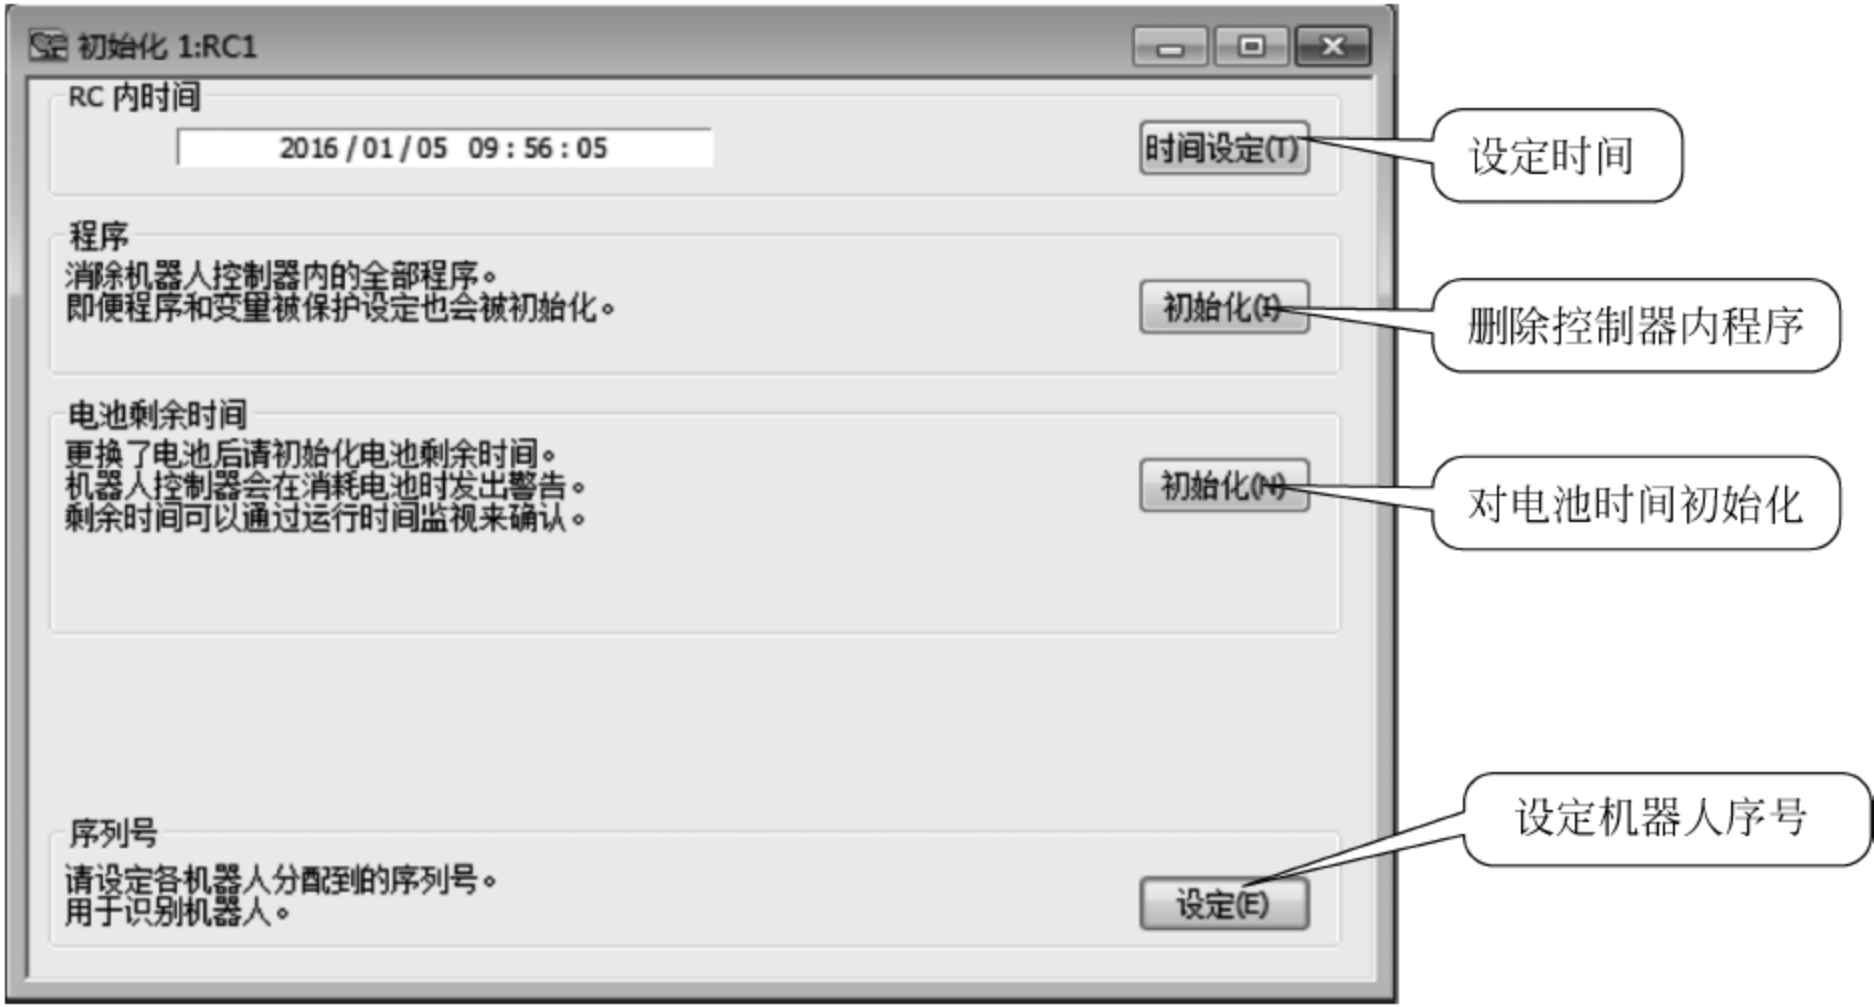 初始化 1:RC1
RC 内时间
2016 / 01 / 05 09 : 56 : 05
时间设定(T)
设定时间
程序
消除机器人控制器内的全部程序。
即便程序和变量被保护设定也会被初始化。
初始化(I)
删除控制器内程序
电池剩余时间
更换了电池后请初始化电池剩余时间。
机器人控制器会在消耗电池时发出警告。
剩余时间可以通过运行时间监视来确认。
初始化(N)
对电池时间初始化
序列号
请设定各机器人分配到的序列号。
用于识别机器人。
设定(E)
设定机器人序号